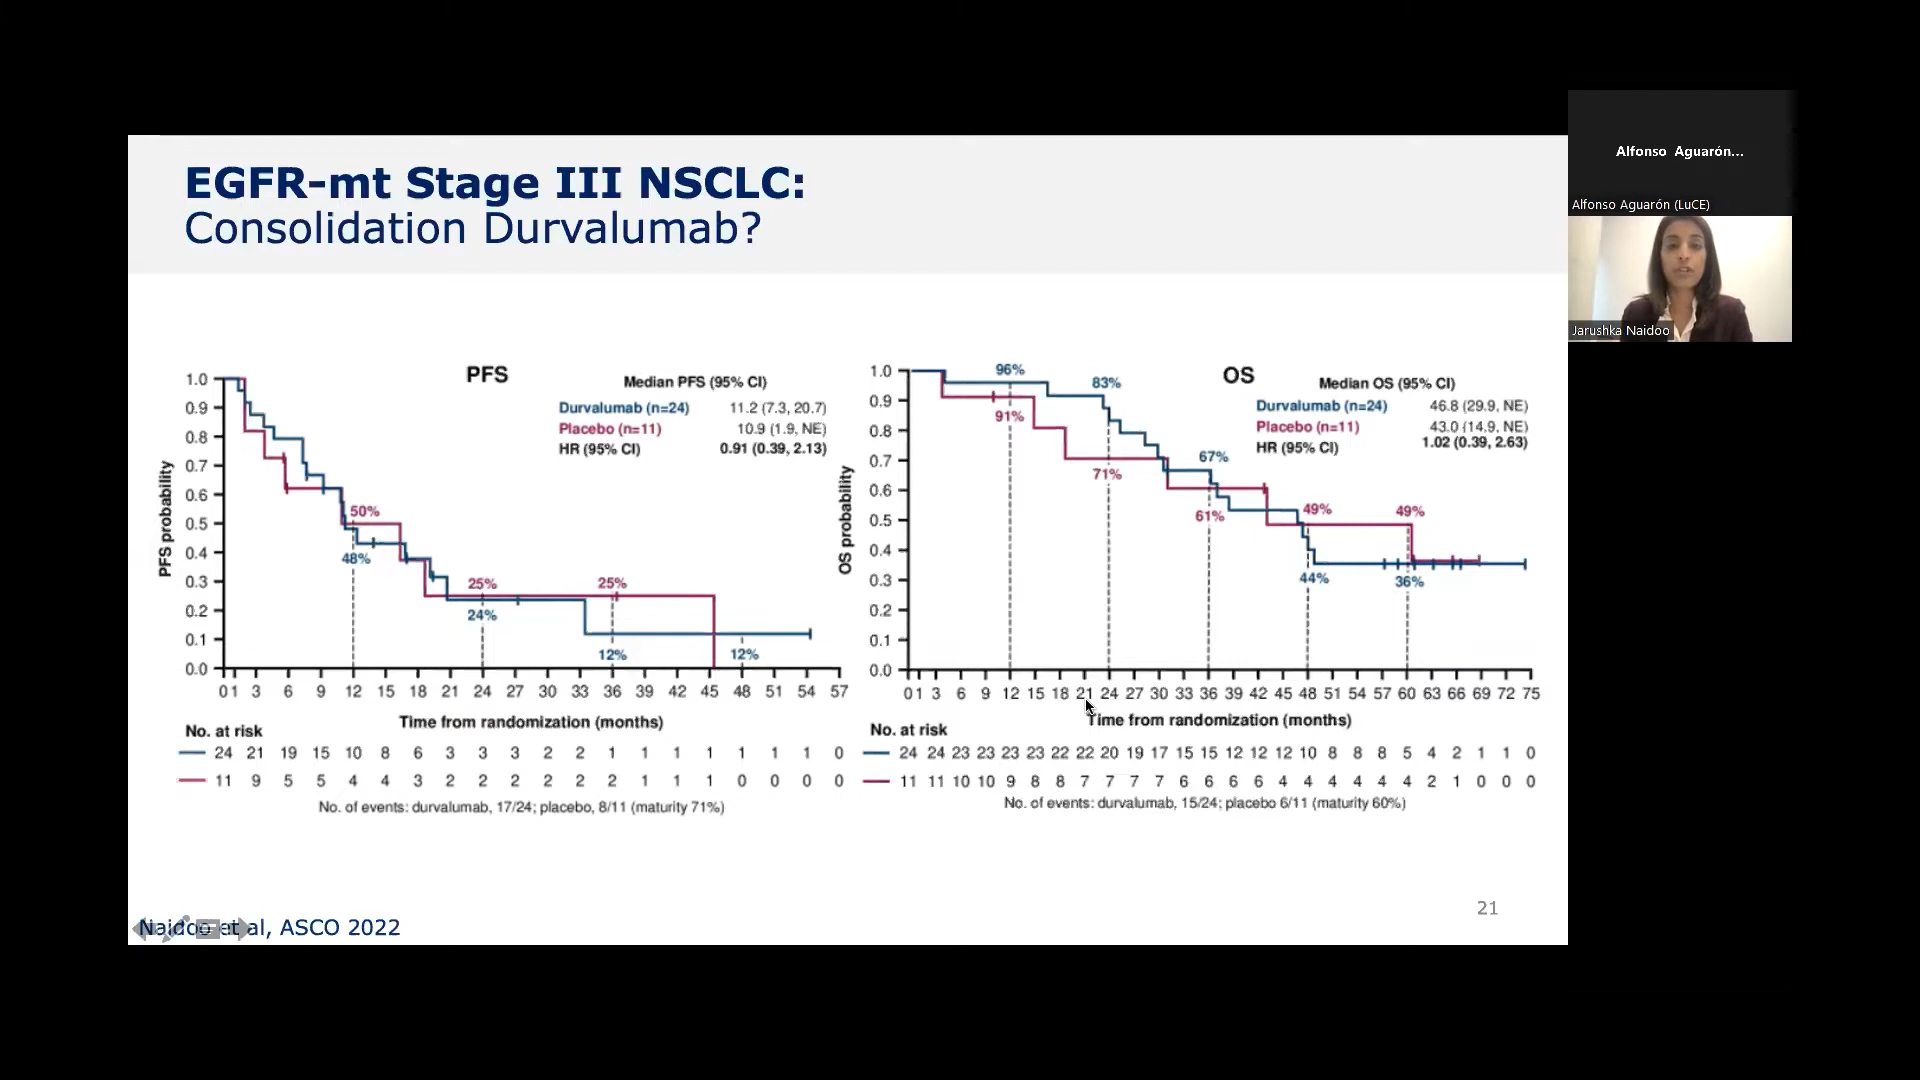 EGFR-mt Stage III NSCLC:
Consolidation Durvalumab?
PFS
Median PFS (95% CI)
Durvalumab (n=24) 11.2 (7.3, 20.7)
Placebo (n=11) 10.9 (1.9, NE)
HR (95% CI) 0.91 (0.39, 2.13)
PFS probability
1.0
0.9
0.8
0.7
0.6
0.5
0.4
0.3
0.2
0.1
0.0
50%
48%
25%
24%
25%
12%
12%
0 1 3 6 9 12 15 18 21 24 27 30 33 36 39 42 45 48 51 54 57
Time from randomization (months)
No. at risk
24 21 19 15 10 8 6 3 3 3 2 2 1 1 1 1 1 1 1 0
11 9 5 5 4 4 3 2 2 2 2 2 2 1 1 1 0 0 0 0
No. of events: durvalumab, 17/24; placebo, 8/11 (maturity 71%)
OS
Median OS (95% CI)
Durvalumab (n=24) 46.8 (29.9, NE)
Placebo (n=11) 43.0 (14.9, NE)
HR (95% CI) 1.02 (0.39, 2.63)
OS probability
1.0
0.9
0.8
0.7
0.6
0.5
0.4
0.3
0.2
0.1
0.0
96%
91%
83%
71%
67%
61%
49%
44%
49%
36%
0 1 3 6 9 12 15 18 21 24 27 30 33 36 39 42 45 48 51 54 57 60 63 66 69 72 75
Time from randomization (months)
No. at risk
24 24 23 23 23 23 22 22 20 19 17 15 15 12 12 12 10 8 8 8 5 4 2 1 1 0
11 11 10 10 9 8 8 7 7 7 7 6 6 6 6 4 4 4 4 4 4 2 1 0 0 0
No. of events: durvalumab, 15/24; placebo 6/11 (maturity 60%)
Naidoo et al, ASCO 2022
21
Alfonso Aguarón...
Alfonso Aguarón (LuCE)
Jarushka Naidoo